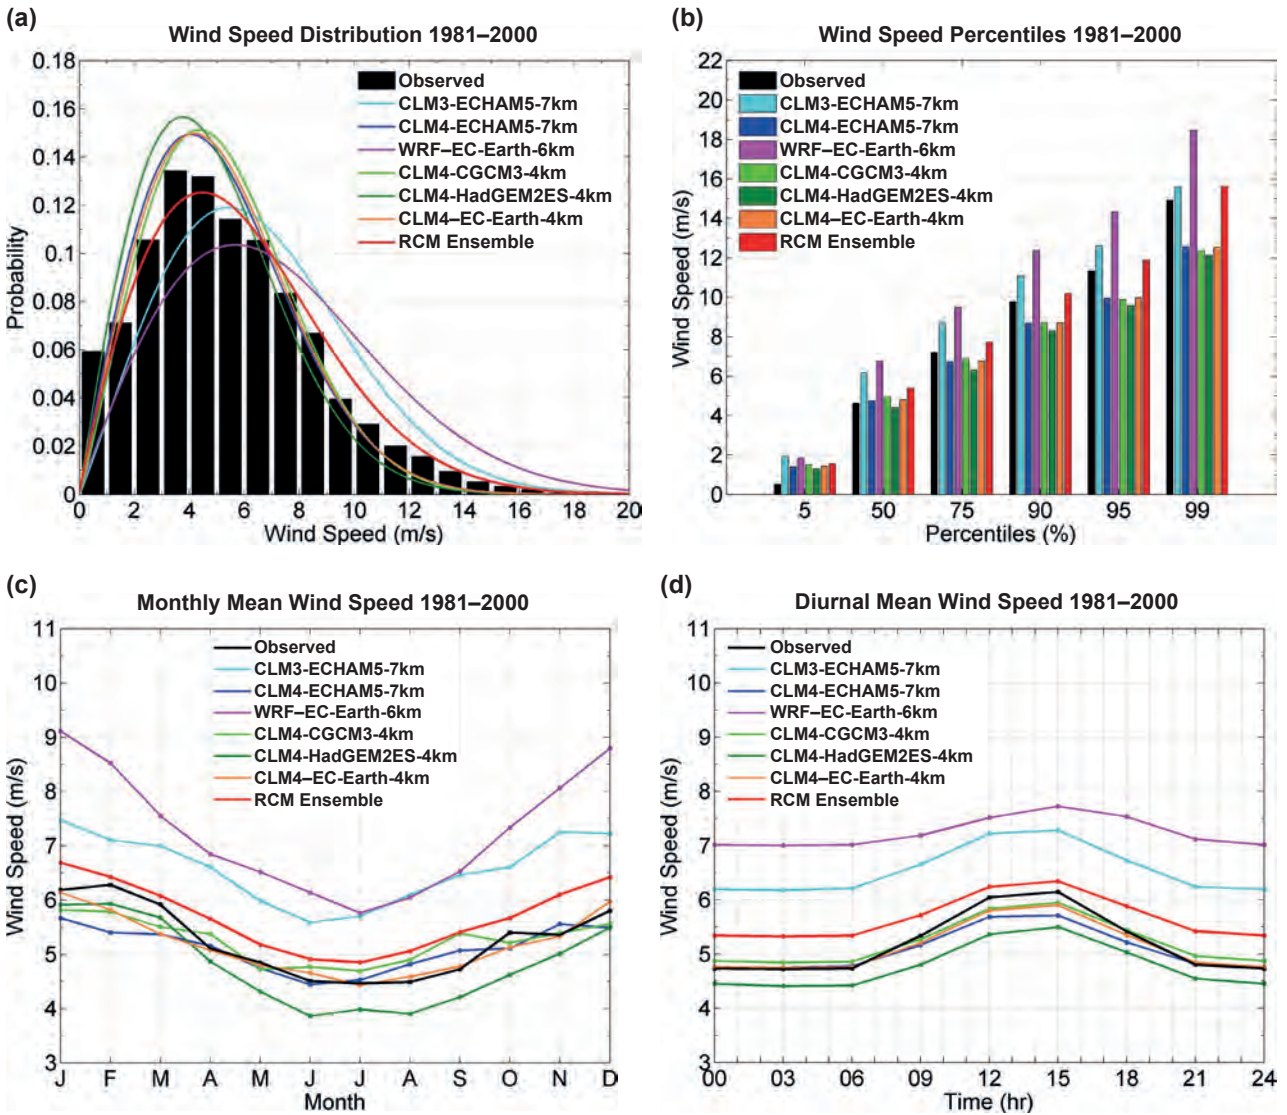 (a)
Wind Speed Distribution 1981–2000
0.18
0.16
0.14
0.12
0.1
0.08
0.06
0.04
0.02
0
Probability
Observed
CLM3-ECHAM5-7km
CLM4-ECHAM5-7km
WRF–EC-Earth-6km
CLM4-CGCM3-4km
CLM4-HadGEM2ES-4km
CLM4–EC-Earth-4km
RCM Ensemble
0 2 4 6 8 10 12 14 16 18 20
Wind Speed (m/s)
(b)
Wind Speed Percentiles 1981–2000
22
20
18
16
14
12
10
8
6
4
2
0
Wind Speed (m/s)
Observed
CLM3-ECHAM5-7km
CLM4-ECHAM5-7km
WRF–EC-Earth-6km
CLM4-CGCM3-4km
CLM4-HadGEM2ES-4km
CLM4–EC-Earth-4km
RCM Ensemble
5 50 75 90 95 99
Percentiles (%)
(c)
Monthly Mean Wind Speed 1981–2000
11
10
9
8
7
6
5
4
3
Wind Speed (m/s)
Observed
CLM3-ECHAM5-7km
CLM4-ECHAM5-7km
WRF–EC-Earth-6km
CLM4-CGCM3-4km
CLM4-HadGEM2ES-4km
CLM4–EC-Earth-4km
RCM Ensemble
J F M A M J J A S O N D
Month
(d)
Diurnal Mean Wind Speed 1981–2000
11
10
9
8
7
6
5
4
3
Wind Speed (m/s)
Observed
CLM3-ECHAM5-7km
CLM4-ECHAM5-7km
WRF–EC-Earth-6km
CLM4-CGCM3-4km
CLM4-HadGEM2ES-4km
CLM4–EC-Earth-4km
RCM Ensemble
00 03 06 09 12 15 18 21 24
Time (hr)